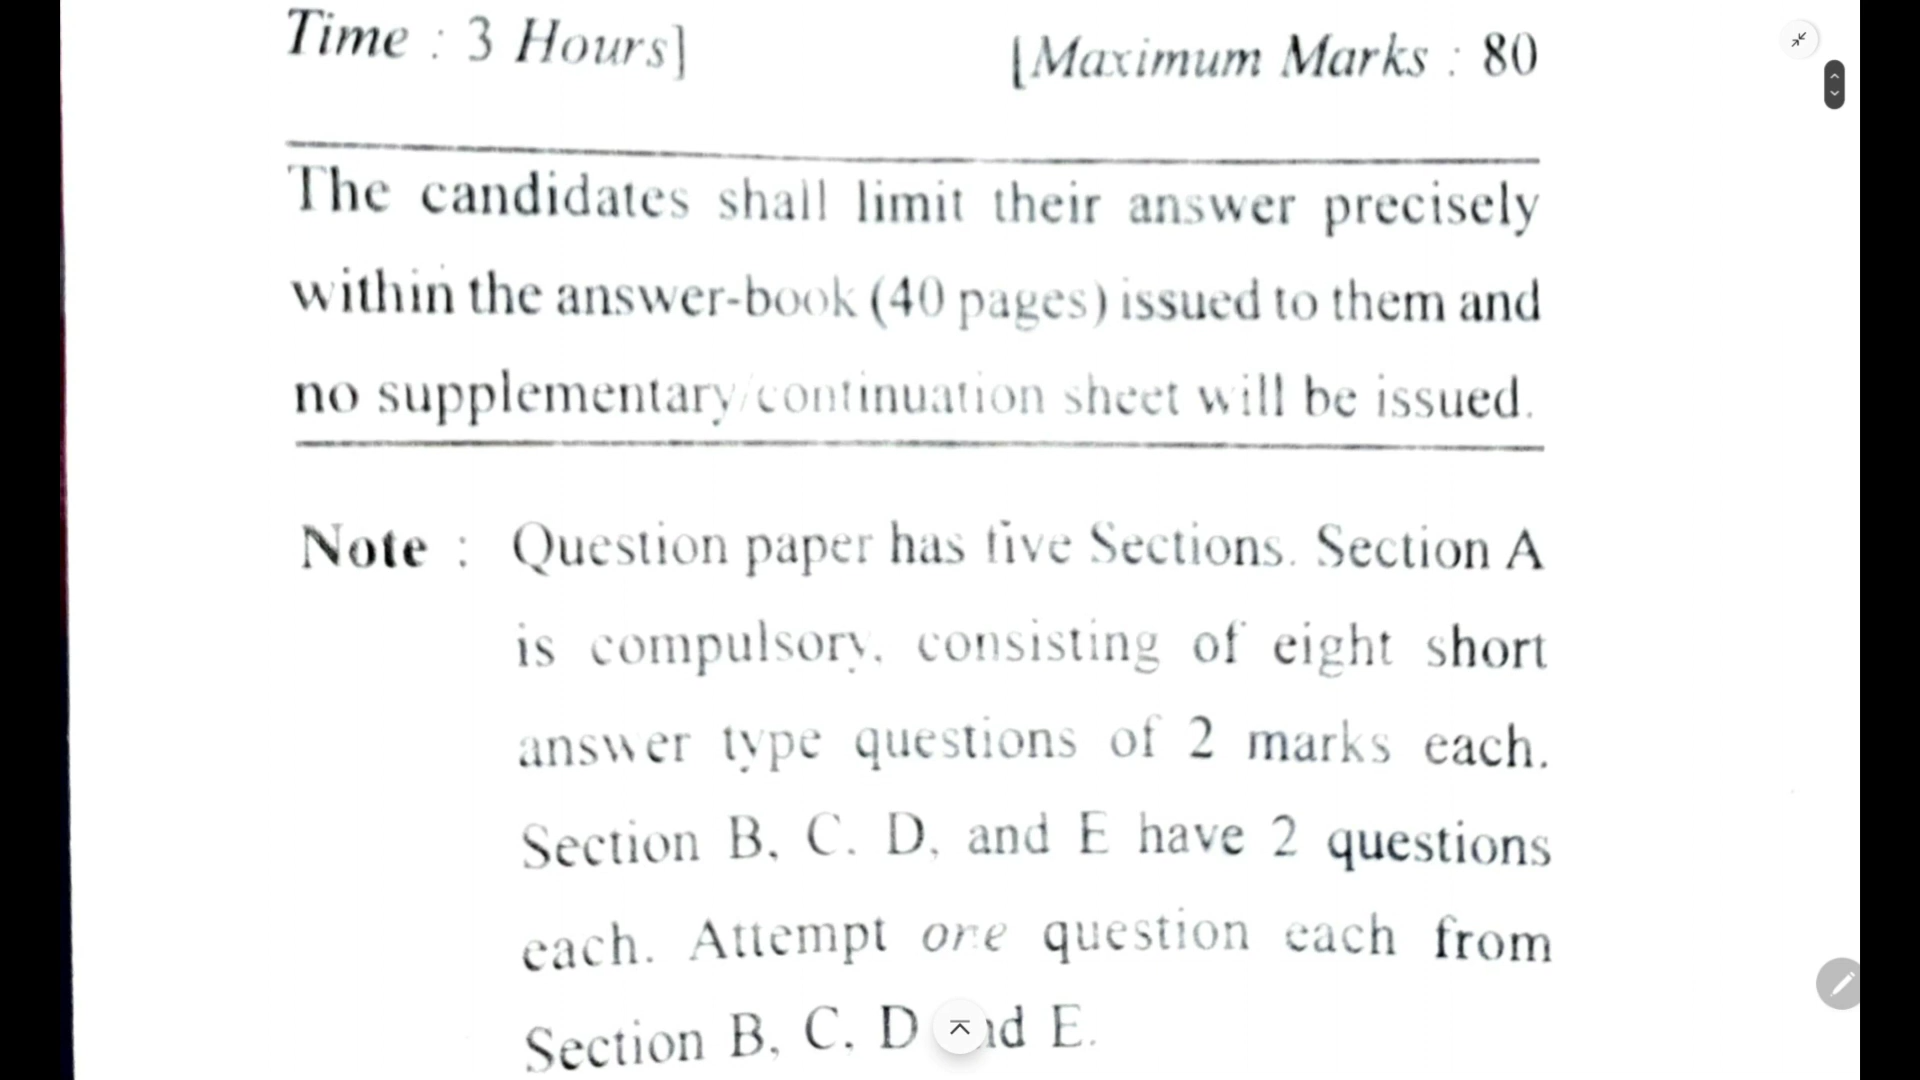 Time : 3 Hours]
[Maximum Marks : 80
The candidates shall limit their answer precisely
within the answer-book (40 pages) issued to them and
no supplementary/continuation sheet will be issued.
Note : Question paper has five Sections. Section A
is compulsory, consisting of eight short
answer type questions of 2 marks each.
Section B, C, D, and E have 2 questions
each. Attempt one question each from
Section B, C, D and E.